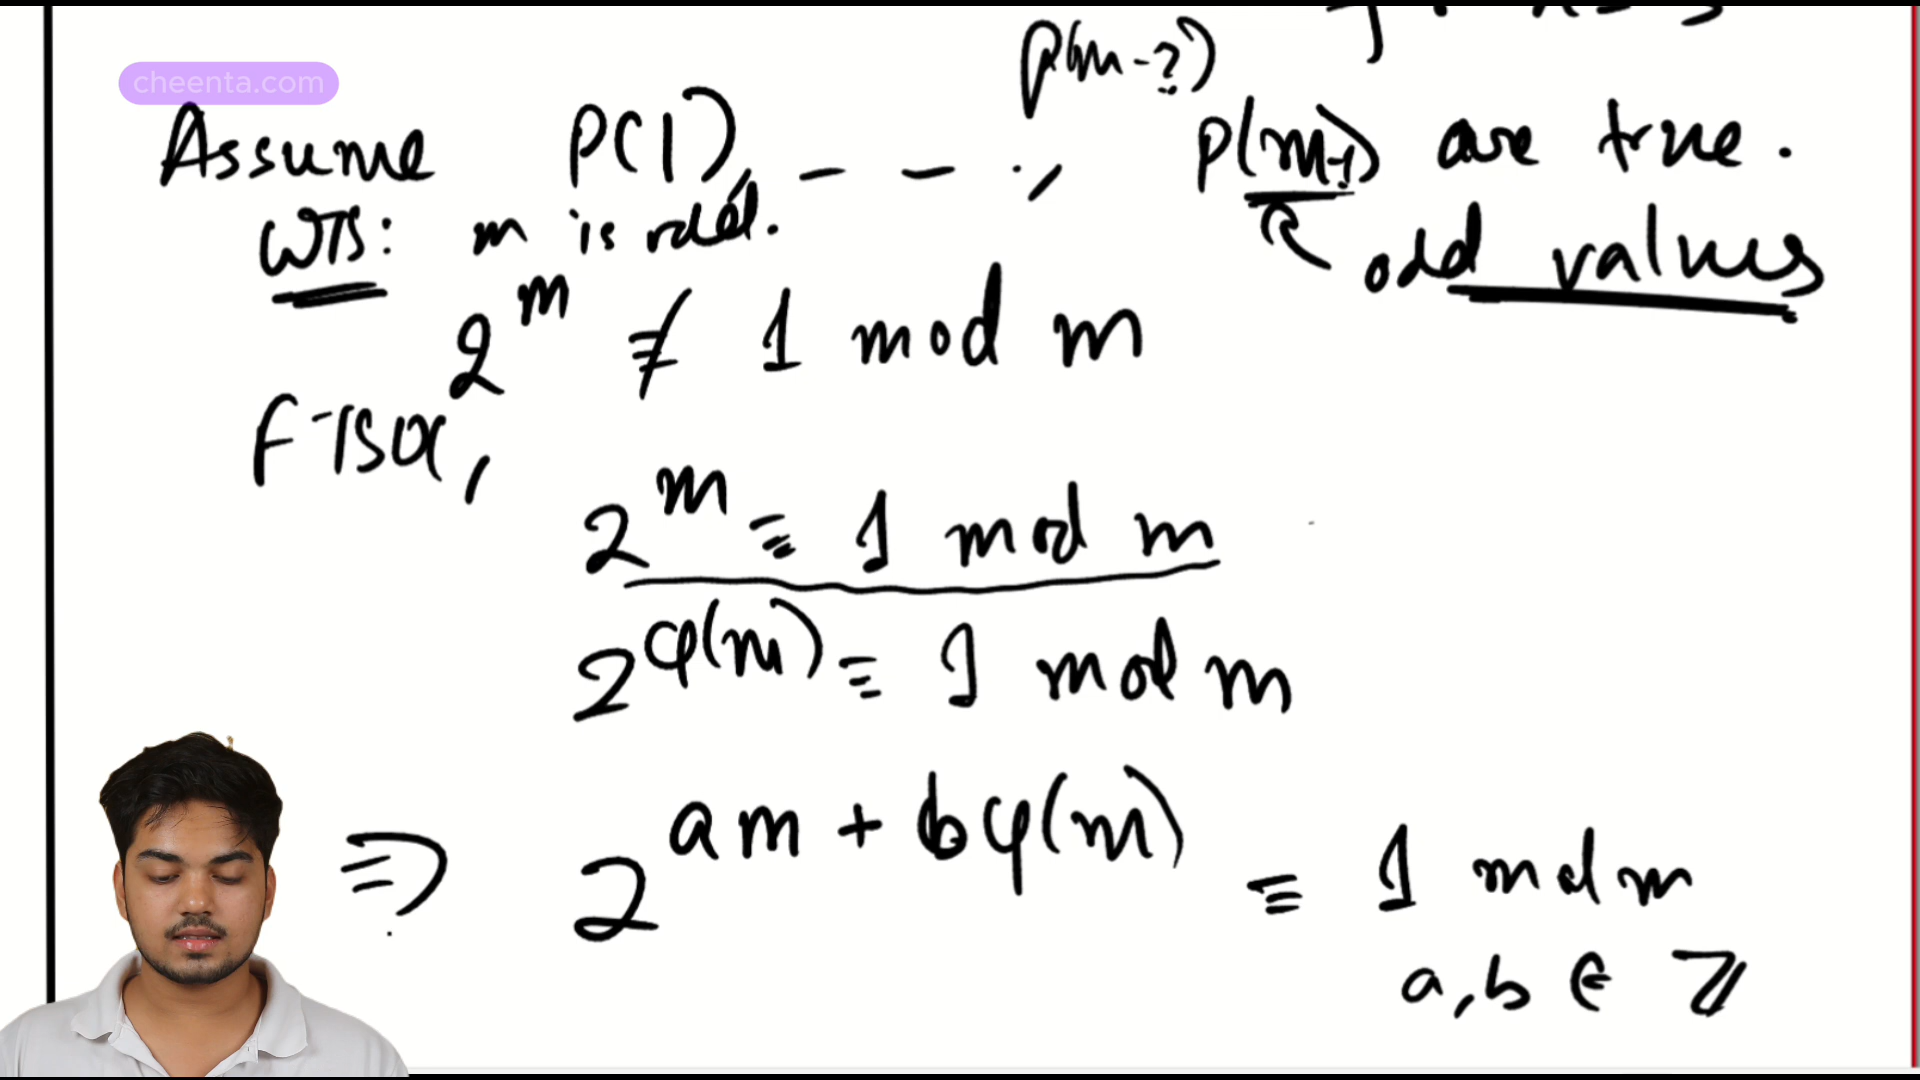 cheenta.com
p(m-?)
Assume P(1), - - ., p(m-1) are true.
WTS: m is odd. odd values
2^m ≢ 1 mod m
FTSOC,
2^m ≡ 1 mod m
2^φ(m) ≡ 1 mod m
⇒ 2^am + bφ(m) ≡ 1 mod m
a, b ∈ ℤ